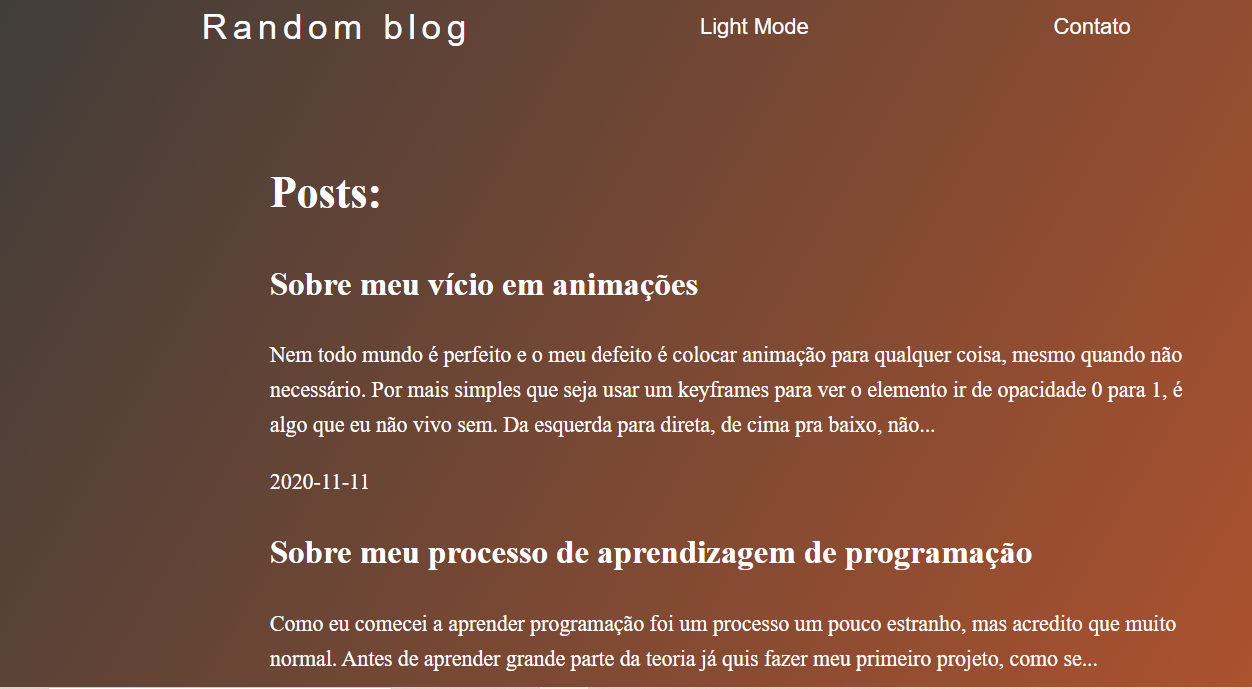 Random blog
Light Mode
Contato
Posts:
Sobre meu vício em animações
Nem todo mundo é perfeito e o meu defeito é colocar animação para qualquer coisa, mesmo quando não
necessário. Por mais simples que seja usar um keyframes para ver o elemento ir de opacidade 0 para 1, é
algo que eu não vivo sem. Da esquerda para direta, de cima pra baixo, não...
2020-11-11
Sobre meu processo de aprendizagem de programação
Como eu comecei a aprender programação foi um processo um pouco estranho, mas acredito que muito
normal. Antes de aprender grande parte da teoria já quis fazer meu primeiro projeto, como se...